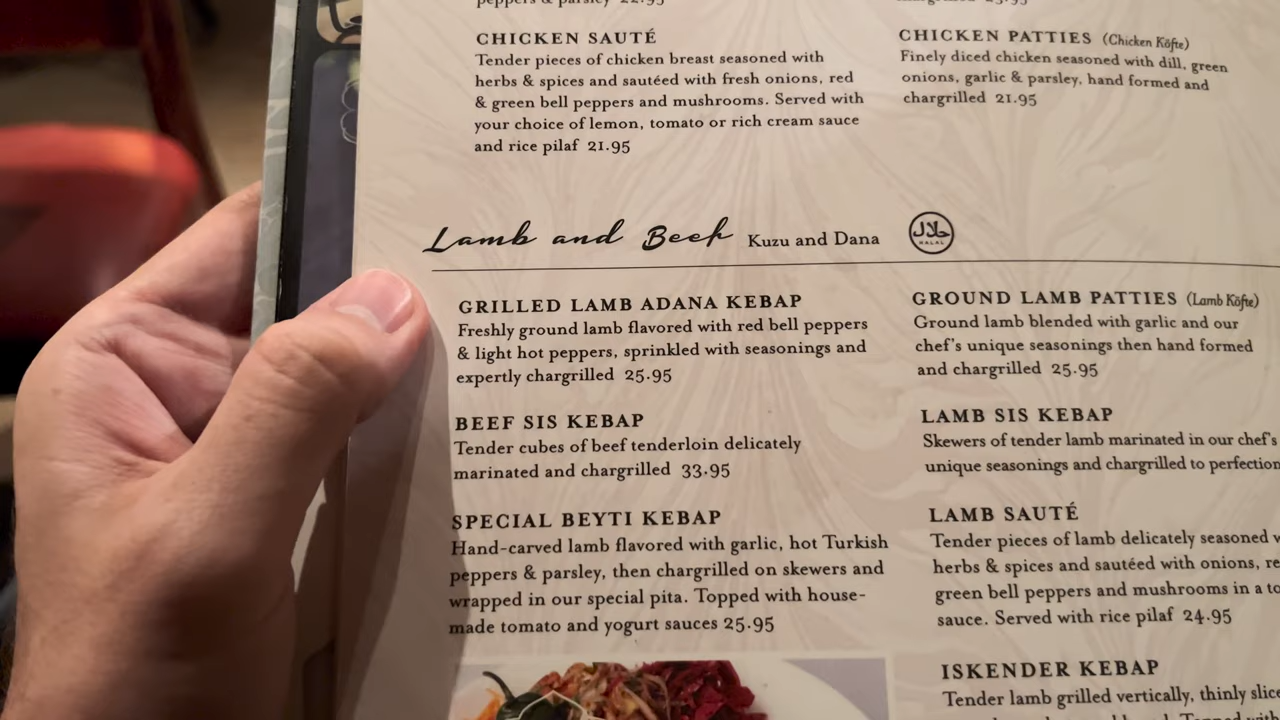 peppers & parsley 22.95
CHICKEN SAUTÉ
Tender pieces of chicken breast seasoned with
herbs & spices and sautéed with fresh onions, red
& green bell peppers and mushrooms. Served with
your choice of lemon, tomato or rich cream sauce
and rice pilaf 21.95
chargrilled 23.95
CHICKEN PATTIES (Chicken Köfte)
Finely diced chicken seasoned with dill, green
onions, garlic & parsley, hand formed and
chargrilled 21.95
Lamb and Beef Kuzu and Dana
حلال
HALAL
GRILLED LAMB ADANA KEBAP
Freshly ground lamb flavored with red bell peppers
& light hot peppers, sprinkled with seasonings and
expertly chargrilled 25.95
BEEF SIS KEBAP
Tender cubes of beef tenderloin delicately
marinated and chargrilled 33.95
SPECIAL BEYTI KEBAP
Hand-carved lamb flavored with garlic, hot Turkish
peppers & parsley, then chargrilled on skewers and
wrapped in our special pita. Topped with house-
made tomato and yogurt sauces 25.95
GROUND LAMB PATTIES (Lamb Köfte)
Ground lamb blended with garlic and our
chef's unique seasonings then hand formed
and chargrilled 25.95
LAMB SIS KEBAP
Skewers of tender lamb marinated in our chef's
unique seasonings and chargrilled to perfection
LAMB SAUTÉ
Tender pieces of lamb delicately seasoned
herbs & spices and sautéed with onions,
green bell peppers and mushrooms in a
sauce. Served with rice pilaf 24.95
ISKENDER KEBAP
Tender lamb grilled vertically, thinly